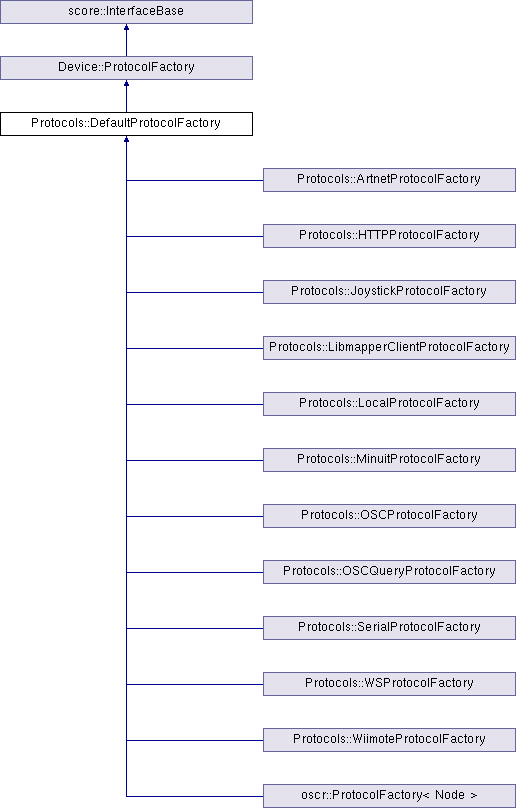 score::InterfaceBase
Device::ProtocolFactory
Protocols::DefaultProtocolFactory
Protocols::ArtnetProtocolFactory
Protocols::HTTPProtocolFactory
Protocols::JoystickProtocolFactory
Protocols::LibmapperClientProtocolFactory
Protocols::LocalProtocolFactory
Protocols::MinuitProtocolFactory
Protocols::OSCProtocolFactory
Protocols::OSCQueryProtocolFactory
Protocols::SerialProtocolFactory
Protocols::WSProtocolFactory
Protocols::WiimoteProtocolFactory
oscr::ProtocolFactory< Node >